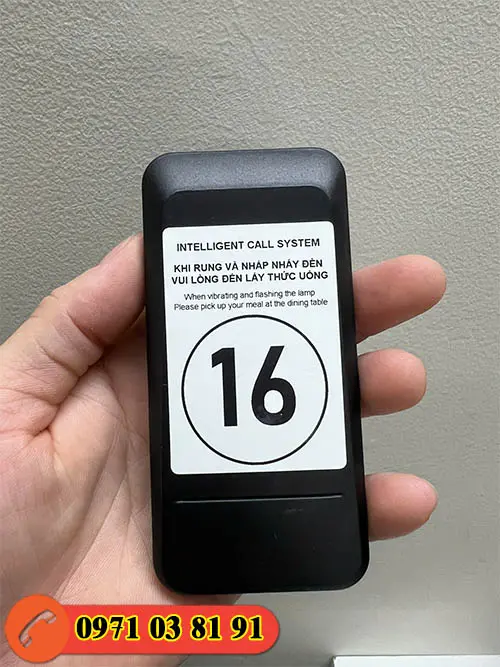 INTELLIGENT CALL SYSTEM
KHI RUNG VÀ NHẤP NHÁY ĐÈN
VUI LÒNG ĐẾN LẤY THỨC UỐNG
When vibrating and flashing the lamp
Please pick up your meal at the dining table
16
0971 03 81 91